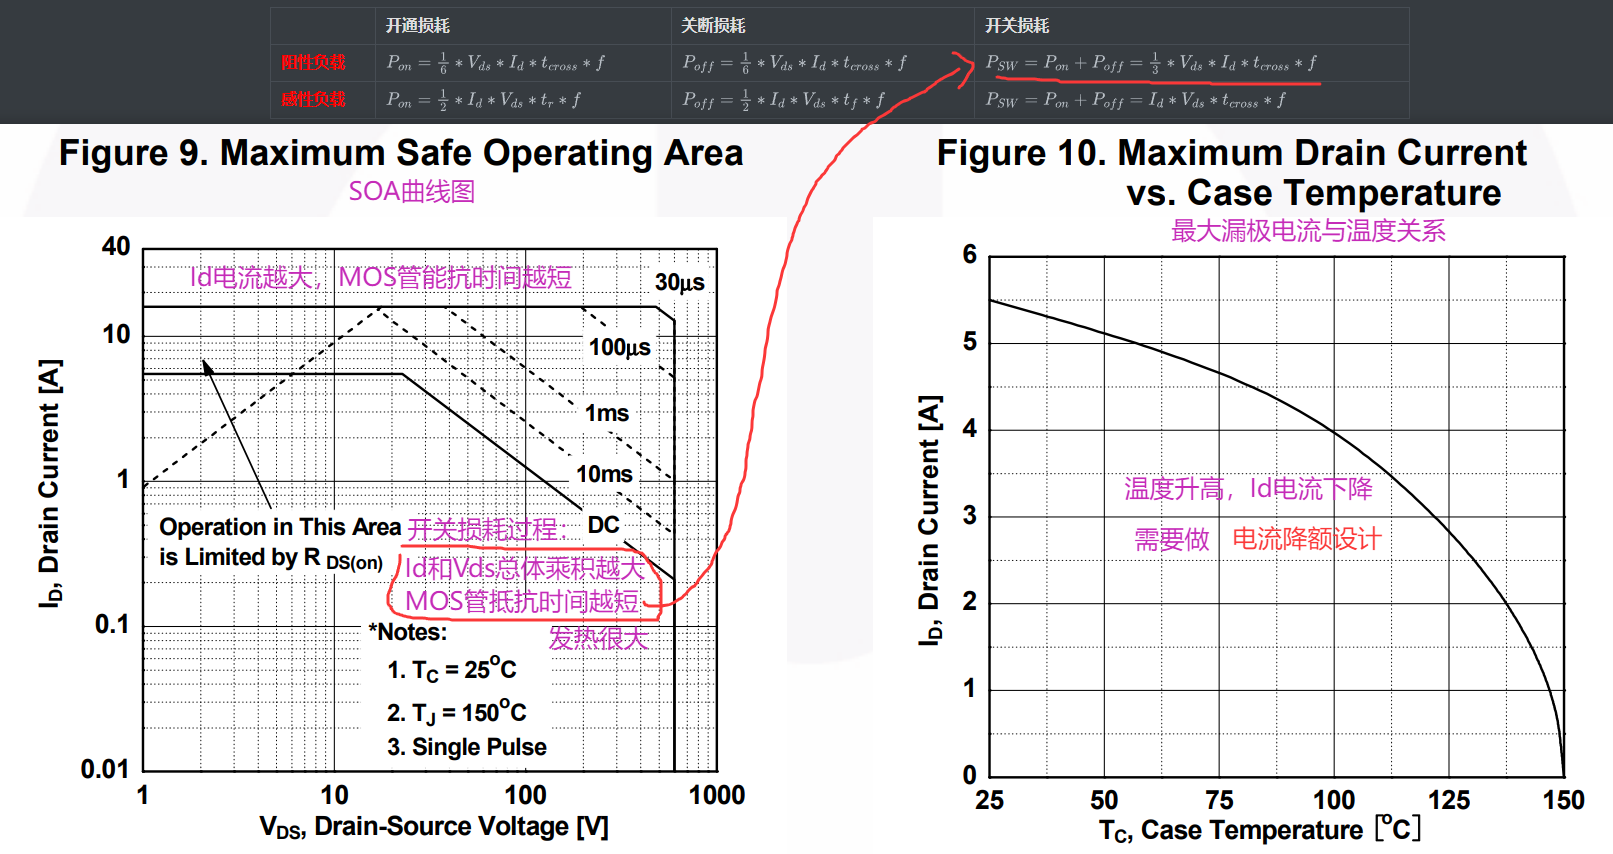 开通损耗 关断损耗 开关损耗
阻性负载 $P_{on} = \frac{1}{6} * V_{ds} * I_d * t_{cross} * f$ $P_{off} = \frac{1}{6} * V_{ds} * I_d * t_{cross} * f$ $P_{SW} = P_{on} + P_{off} = \frac{1}{3} * V_{ds} * I_d * t_{cross} * f$
感性负载 $P_{on} = \frac{1}{2} * I_d * V_{ds} * t_r * f$ $P_{off} = \frac{1}{2} * I_d * V_{ds} * t_f * f$ $P_{SW} = P_{on} + P_{off} = I_d * V_{ds} * t_{cross} * f$
Figure 9. Maximum Safe Operating Area
SOA曲线图
40
10
1
0.1
0.01
Id电流越大，MOS管能抗时间越短
30μs
100μs
1ms
10ms
DC
Operation in This Area
is Limited by R DS(on)
开关损耗过程：
Id和Vds总体乘积越大
MOS管抵抗时间越短
发热很大
*Notes:
1. TC = 25°C
2. TJ = 150°C
3. Single Pulse
ID, Drain Current [A]
1 10 100 1000
VDS, Drain-Source Voltage [V]
Figure 10. Maximum Drain Current
vs. Case Temperature
最大漏极电流与温度关系
6
5
4
3
2
1
0
温度升高，Id电流下降
需要做 电流降额设计
ID, Drain Current [A]
25 50 75 100 125 150
TC, Case Temperature [°C]